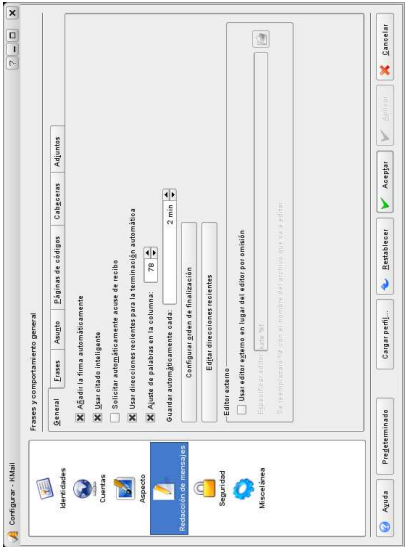 Configurar - KMail
Identidades
Cuentas
Aspecto
Redacción de mensajes
Seguridad
Miscelánea
Frases y comportamiento general
General Frases Asunto Páginas de códigos Cabeceras Adjuntos
Añadir la firma automáticamente
Usar citado inteligente
Solicitar automáticamente acuse de recibo
Usar direcciones recientes para la terminación automática
Ajuste de palabras en la columna: 78
Guardar automáticamente cada: 2 min
Configurar orden de finalización
Editar direcciones recientes
Editor externo
Usar editor externo en lugar del editor por omisión
Especificar editor: kate %f
Se reemplazará "%f" con el nombre del archivo que va a editar.
Ayuda Predeterminado Cargar perfil... Restablecer Aceptar Aplicar Cancelar